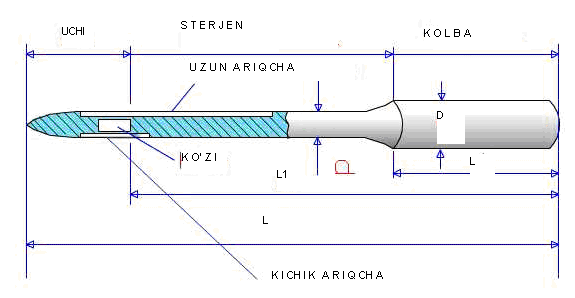 UCHI
STERJEN
KOLBA
UZUN ARIQCHA
D
KO'ZI
L
L1
L
KICHIK ARIQCHA